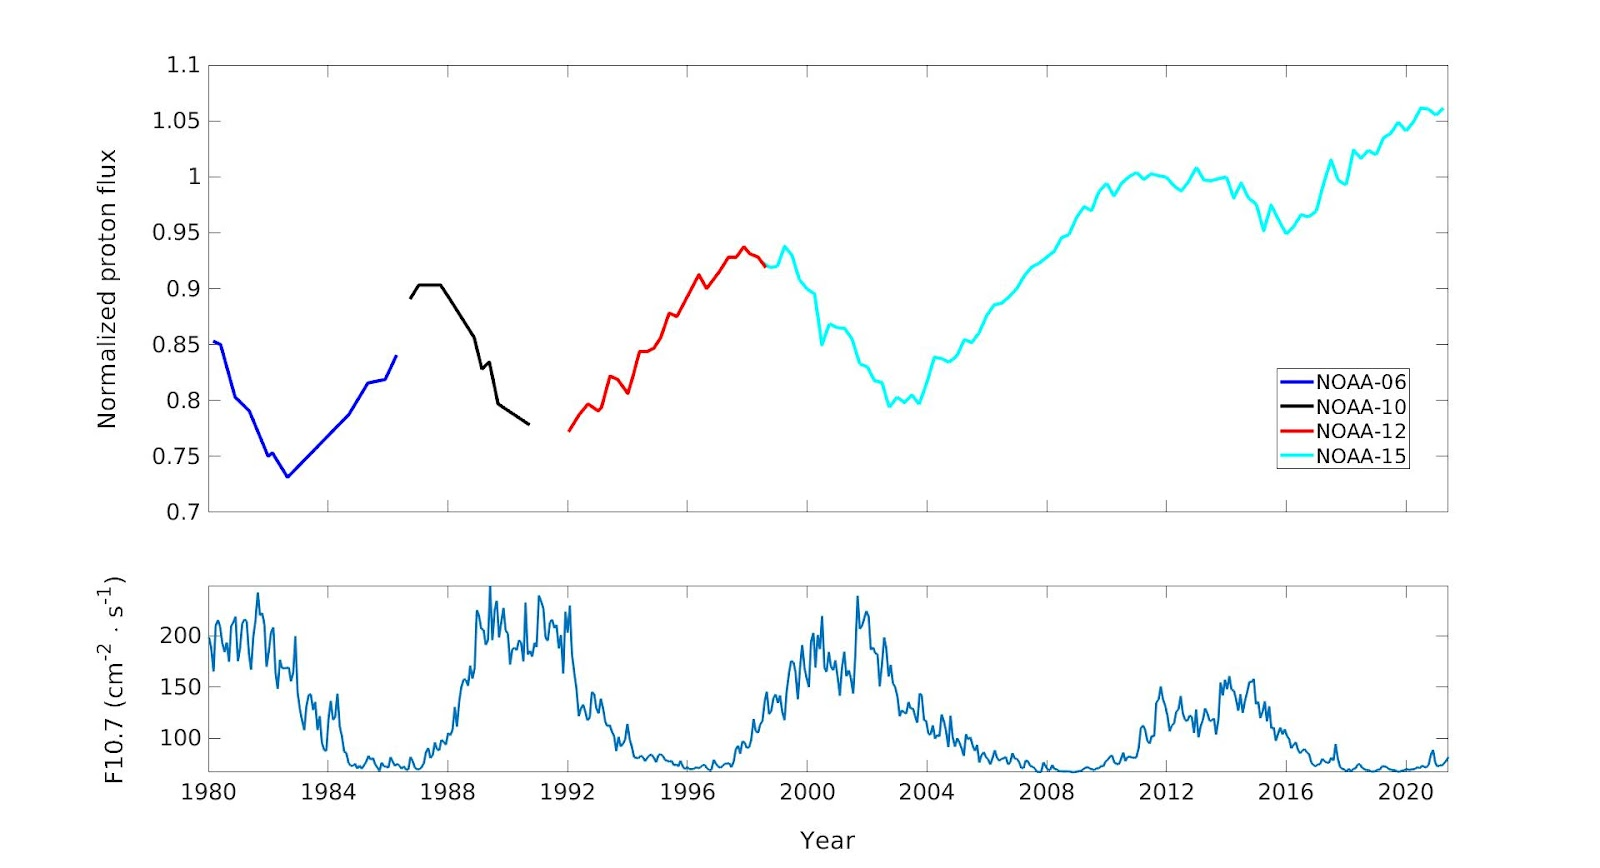 1.1
1.05
1
0.95
0.9
0.85
0.8
0.75
0.7
Normalized proton flux
NOAA-06
NOAA-10
NOAA-12
NOAA-15
200
150
100
F10.7 (cm⁻² · s⁻¹)
1980 1984 1988 1992 1996 2000 2004 2008 2012 2016 2020
Year